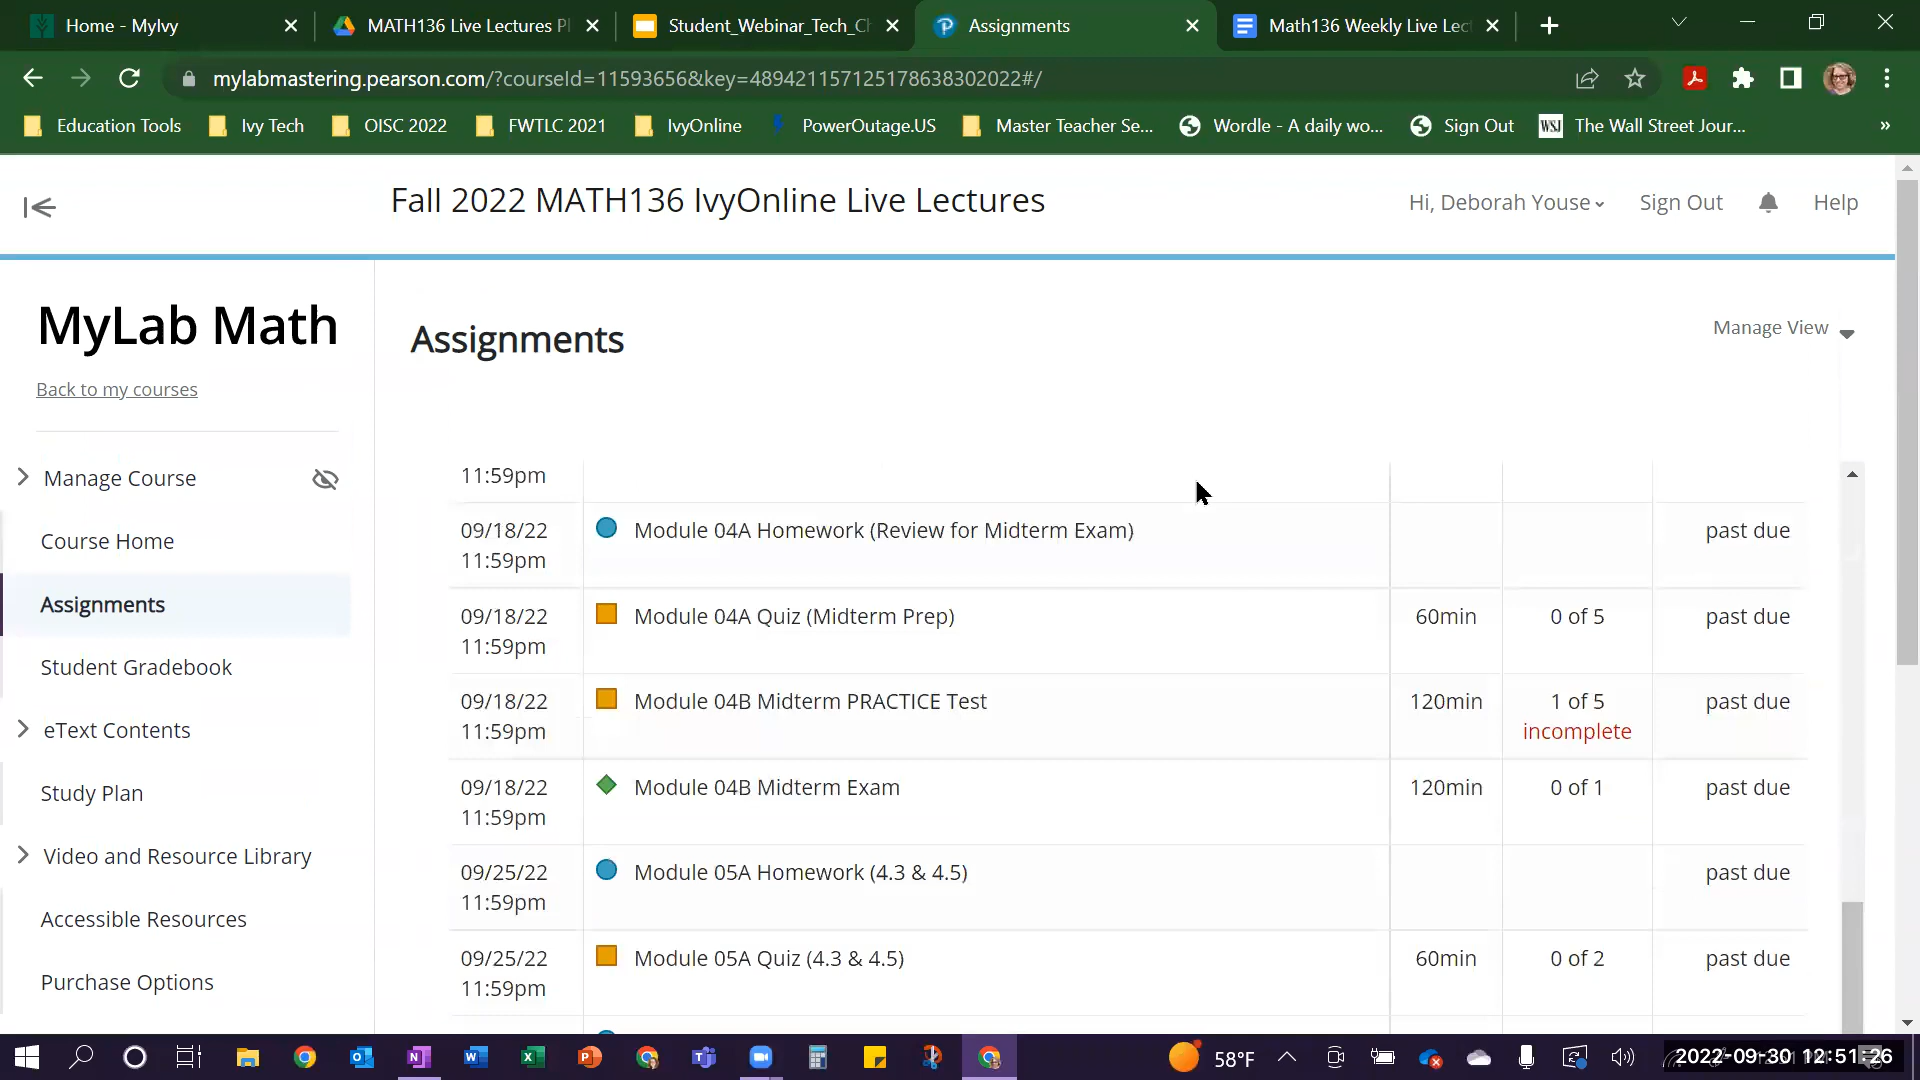 Home - MyIvy
MATH136 Live Lectures P
Student_Webinar_Tech_C
Assignments
Math136 Weekly Live Lec
mylabmastering.pearson.com/?courseId=11593656&key=4894211571251786383020​22#/
Education Tools
Ivy Tech
OISC 2022
FWTLC 2021
IvyOnline
PowerOutage.US
Master Teacher Se...
Wordle - A daily wo...
Sign Out
WSJ
The Wall Street Jour...
»
Fall 2022 MATH136 IvyOnline Live Lectures
Hi, Deborah Youse
Sign Out
Help
MyLab Math
Back to my courses
Manage Course
Course Home
Assignments
Student Gradebook
eText Contents
Study Plan
Video and Resource Library
Accessible Resources
Purchase Options
Assignments
Manage View
11:59pm
09/18/22 Module 04A Homework (Review for Midterm Exam) past due
11:59pm
09/18/22 Module 04A Quiz (Midterm Prep) 60min 0 of 5 past due
11:59pm
09/18/22 Module 04B Midterm PRACTICE Test 120min 1 of 5 past due
11:59pm incomplete
09/18/22 Module 04B Midterm Exam 120min 0 of 1 past due
11:59pm
09/25/22 Module 05A Homework (4.3 & 4.5) past due
11:59pm
09/25/22 Module 05A Quiz (4.3 & 4.5) 60min 0 of 2 past due
11:59pm
58°F
2022-09-30 12:51:26